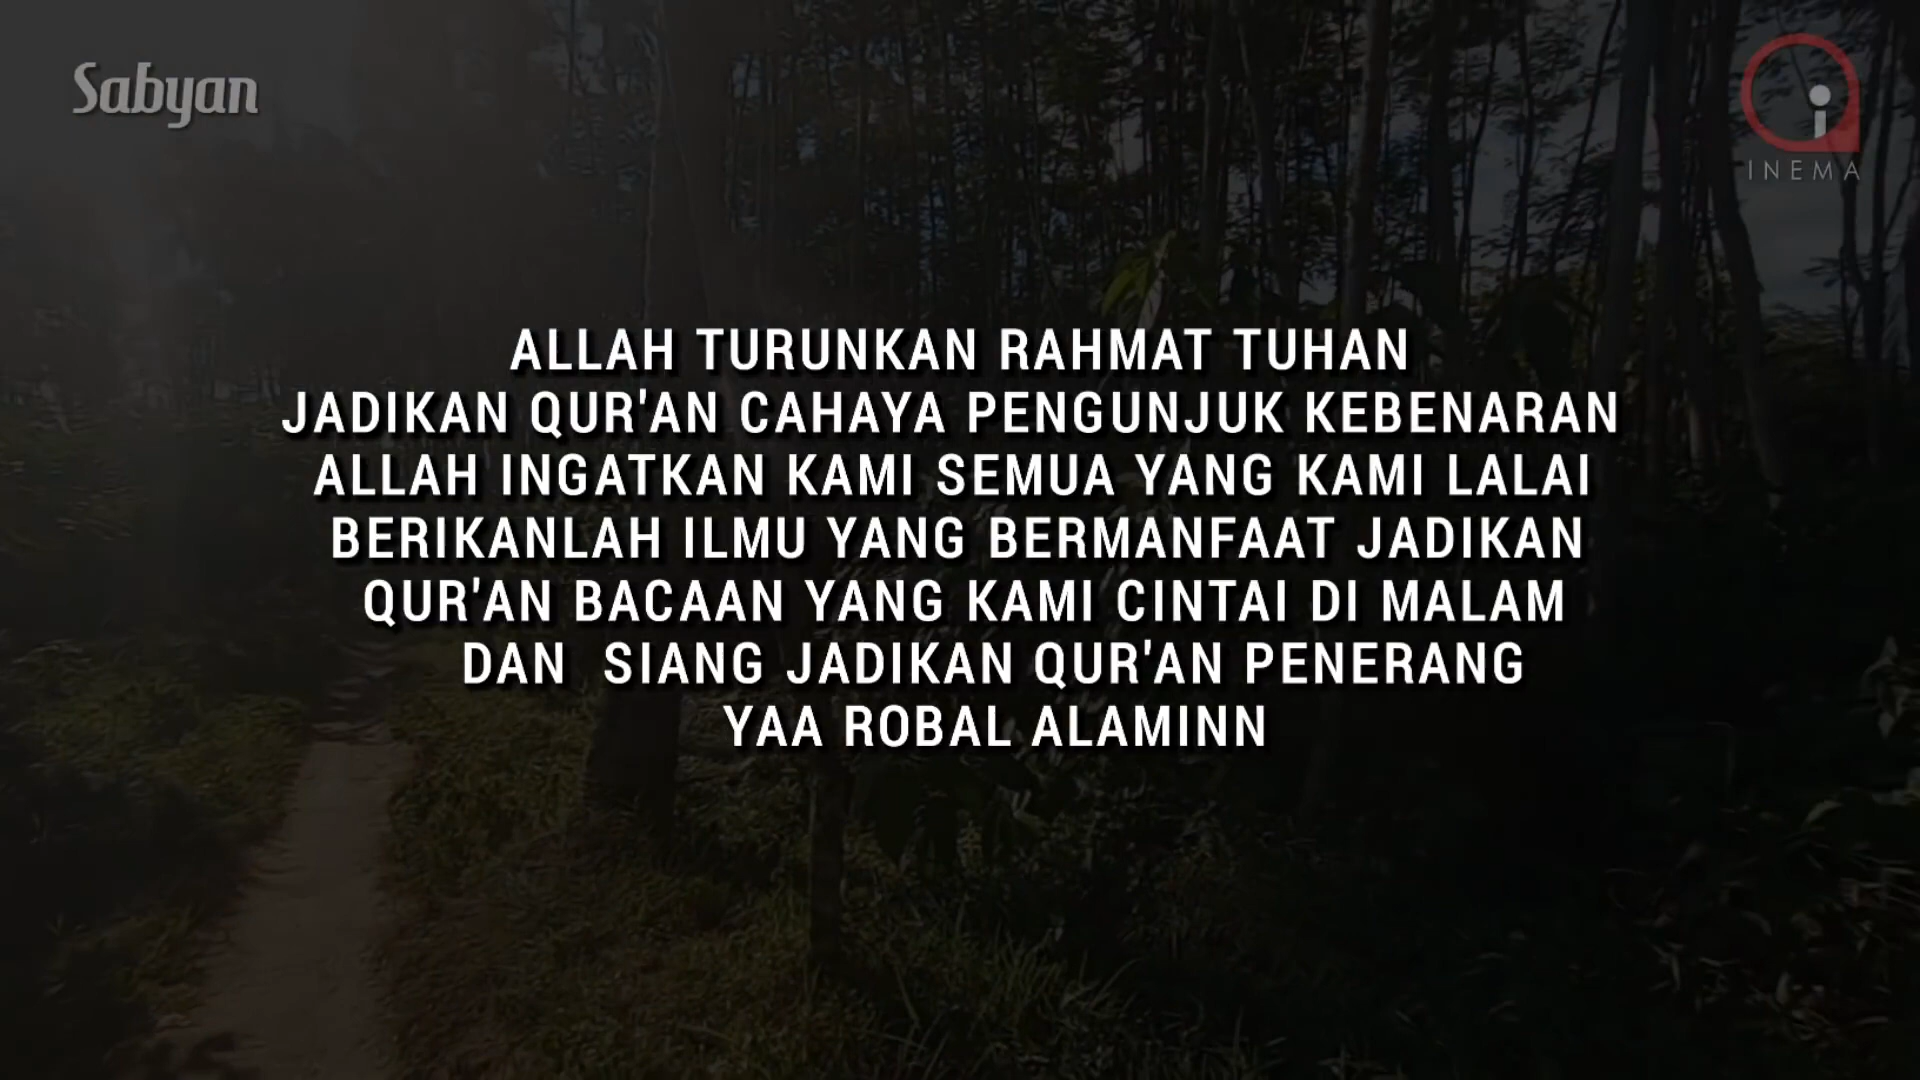 Sabyan
i
INEMA
ALLAH TURUNKAN RAHMAT TUHAN
JADIKAN QUR'AN CAHAYA PENGUNJUK KEBENARAN
ALLAH INGATKAN KAMI SEMUA YANG KAMI LALAI
BERIKANLAH ILMU YANG BERMANFAAT JADIKAN
QUR'AN BACAAN YANG KAMI CINTAI DI MALAM
DAN  SIANG JADIKAN QUR'AN PENERANG
YAA ROBAL ALAMINN